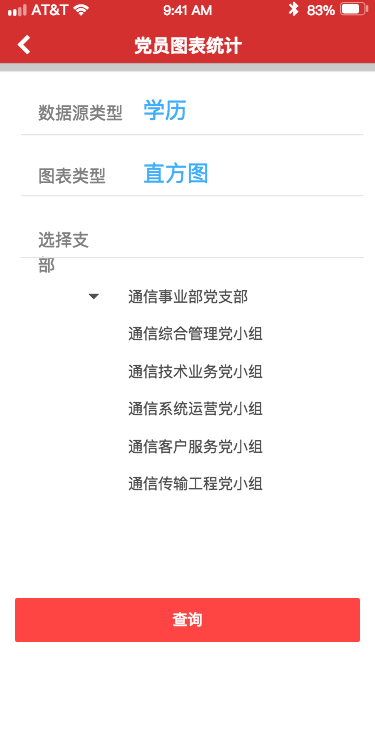 AT&T 9:41 AM 83%
党员图表统计
数据源类型 学历
图表类型 直方图
选择支
部
通信事业部党支部
通信综合管理党小组
通信技术业务党小组
通信系统运营党小组
通信客户服务党小组
通信传输工程党小组
查询